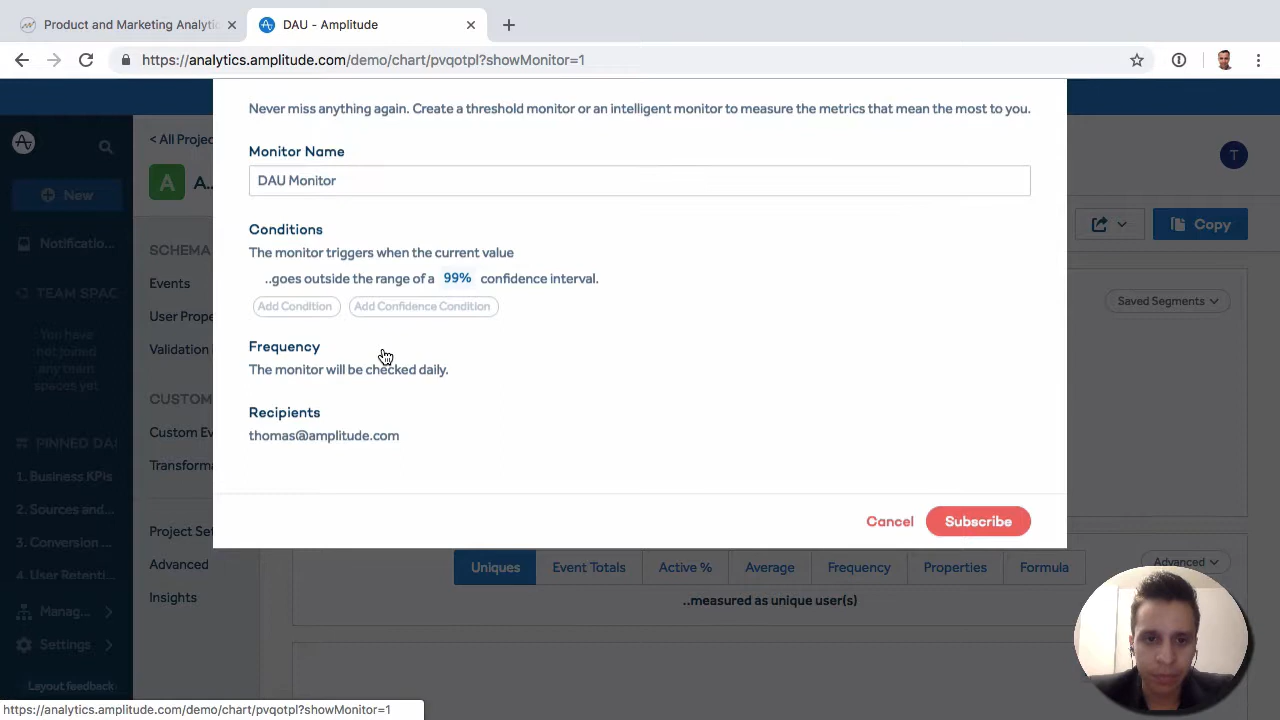 Product and Marketing Analytic
DAU - Amplitude
https://analytics.amplitude.com/demo/chart/pvqotpl?showMonitor=1
Never miss anything again. Create a threshold monitor or an intelligent monitor to measure the metrics that mean the most to you.
Monitor Name
DAU Monitor
Conditions
The monitor triggers when the current value
..goes outside the range of a 99% confidence interval.
Add Condition
Add Confidence Condition
Frequency
The monitor will be checked daily.
Recipients
thomas@amplitude.com
Cancel
Subscribe
New
Notificatio...
TEAM SPAC
You have
not joined
any team
spaces yet
PINNED DA
1. Business KPIs
2. Sources and...
3. Conversion ...
4. User Retenti...
Manag...
Settings
Layout feedback
< All Projec
A
A..
SCHEMA
Events
User Prope
Validation
CUSTOM
Custom Ev
Transforma
Project Set
Advanced
Insights
T
Copy
Saved Segments
Uniques
Event Totals
Active %
Average
Frequency
Properties
Formula
Advanced
..measured as unique user(s)
https://analytics.amplitude.com/demo/chart/pvqotpl?showMonitor=1